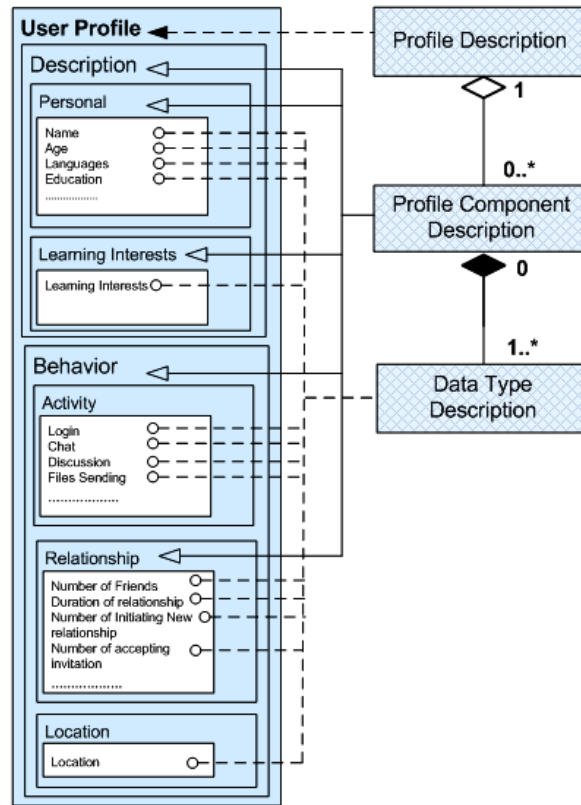 User Profile
Description
Personal
Name
Age
Languages
Education
..................
Learning Interests
Learning Interests
Behavior
Activity
Login
Chat
Discussion
Files Sending
....................
Relationship
Number of Friends
Duration of relationship
Number of Initiating New
relationship
Number of accepting
invitation
....................
Location
Location
Profile Description
1
0..*
Profile Component
Description
0
1..*
Data Type
Description